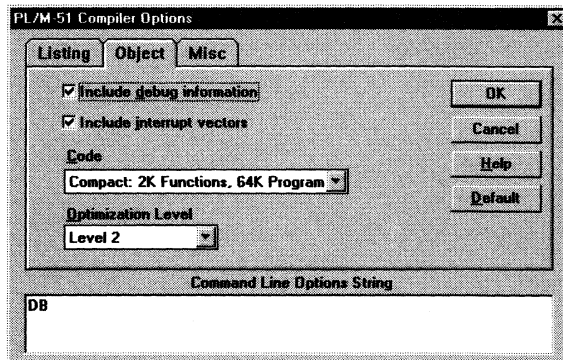 PL/M-51 Compiler Options
Listing Object Misc
Include debug information
Include interrupt vectors
Code
Compact: 2K Functions, 64K Program
Optimization Level
Level 2
OK
Cancel
Help
Default
Command Line Options String
DB